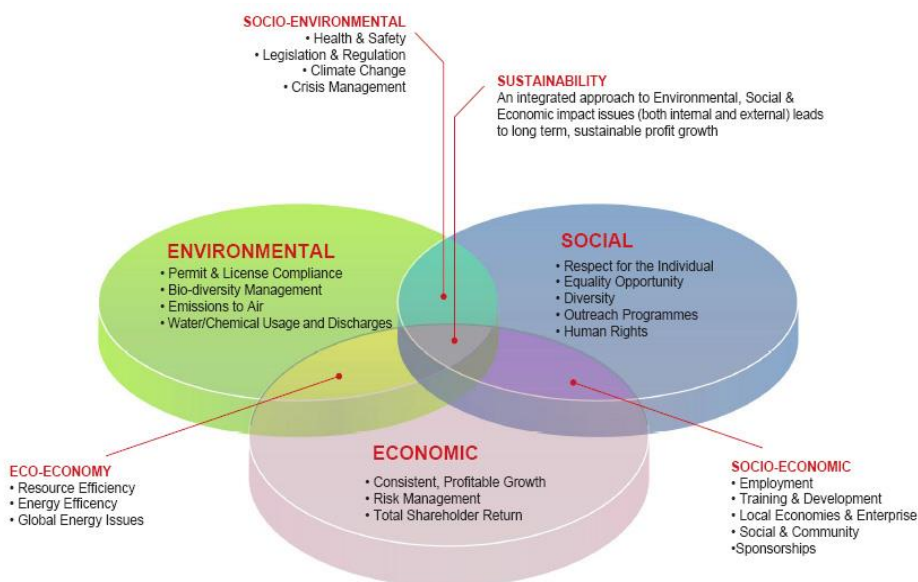 SOCIO-ENVIRONMENTAL
• Health & Safety
• Legislation & Regulation
• Climate Change
• Crisis Management
SUSTAINABILITY
An integrated approach to Environmental, Social &
Economic impact issues (both internal and external) leads
to long term, sustainable profit growth
ENVIRONMENTAL
• Permit & License Compliance
• Bio-diversity Management
• Emissions to Air
• Water/Chemical Usage and Discharges
SOCIAL
• Respect for the Individual
• Equality Opportunity
• Diversity
• Outreach Programmes
• Human Rights
ECO-ECONOMY
• Resource Efficiency
• Energy Efficency
• Global Energy Issues
ECONOMIC
• Consistent, Profitable Growth
• Risk Management
• Total Shareholder Return
SOCIO-ECONOMIC
• Employment
• Training & Development
• Local Economies & Enterprise
• Social & Community
•Sponsorships